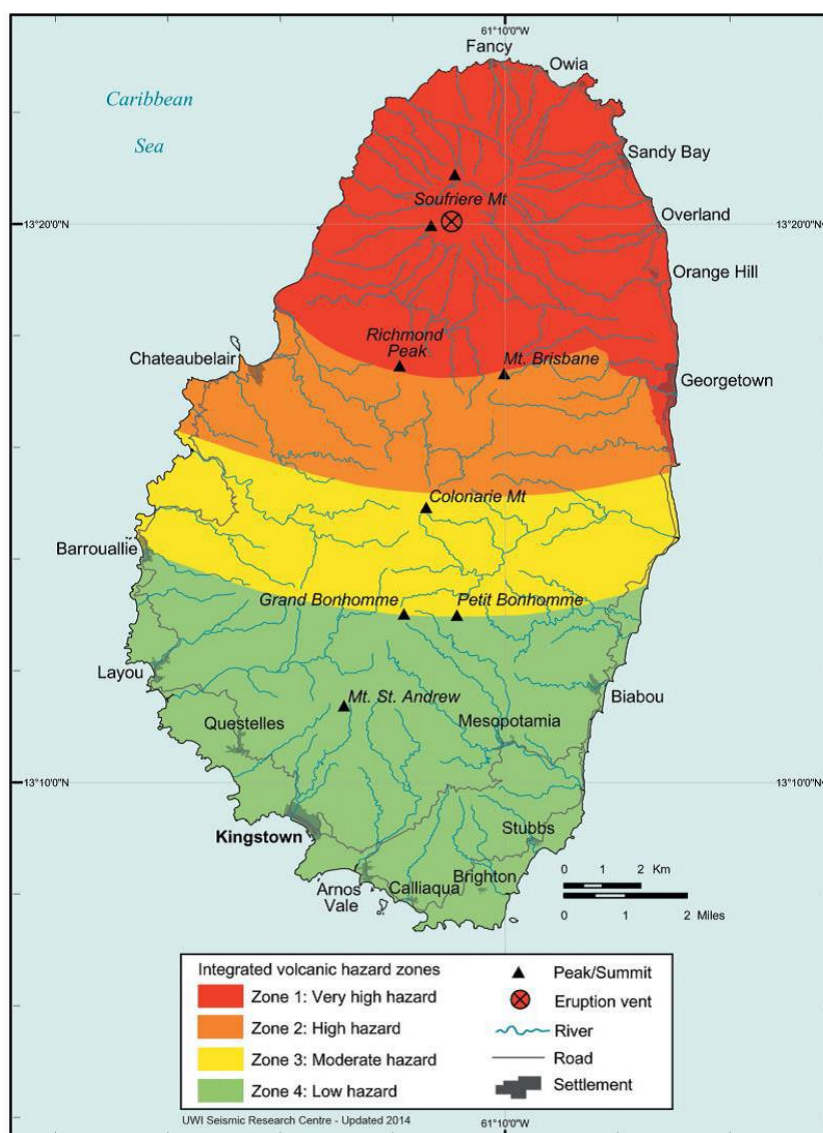 61°10'0"W
Fancy
Owia
Caribbean
Sea
Sandy Bay
Soufriere Mt
Overland
13°20'0"N
13°20'0"N
Orange Hill
Richmond
Peak
Chateaubelair
Mt. Brisbane
Georgetown
Colonarie Mt
Barrouallie
Grand Bonhomme
Petit Bonhomme
Layou
Mt. St. Andrew
Biabou
Questelles
Mesopotamia
13°10'0"N
13°10'0"N
Kingstown
Stubbs
Arnos
Vale
Calliaqua
Brighton
0 1 2 Km
0 1 2 Miles
Integrated volcanic hazard zones
Zone 1: Very high hazard
Zone 2: High hazard
Zone 3: Moderate hazard
Zone 4: Low hazard
Peak/Summit
Eruption vent
River
Road
Settlement
UWI Seismic Research Centre - Updated 2014
61°10'0"W